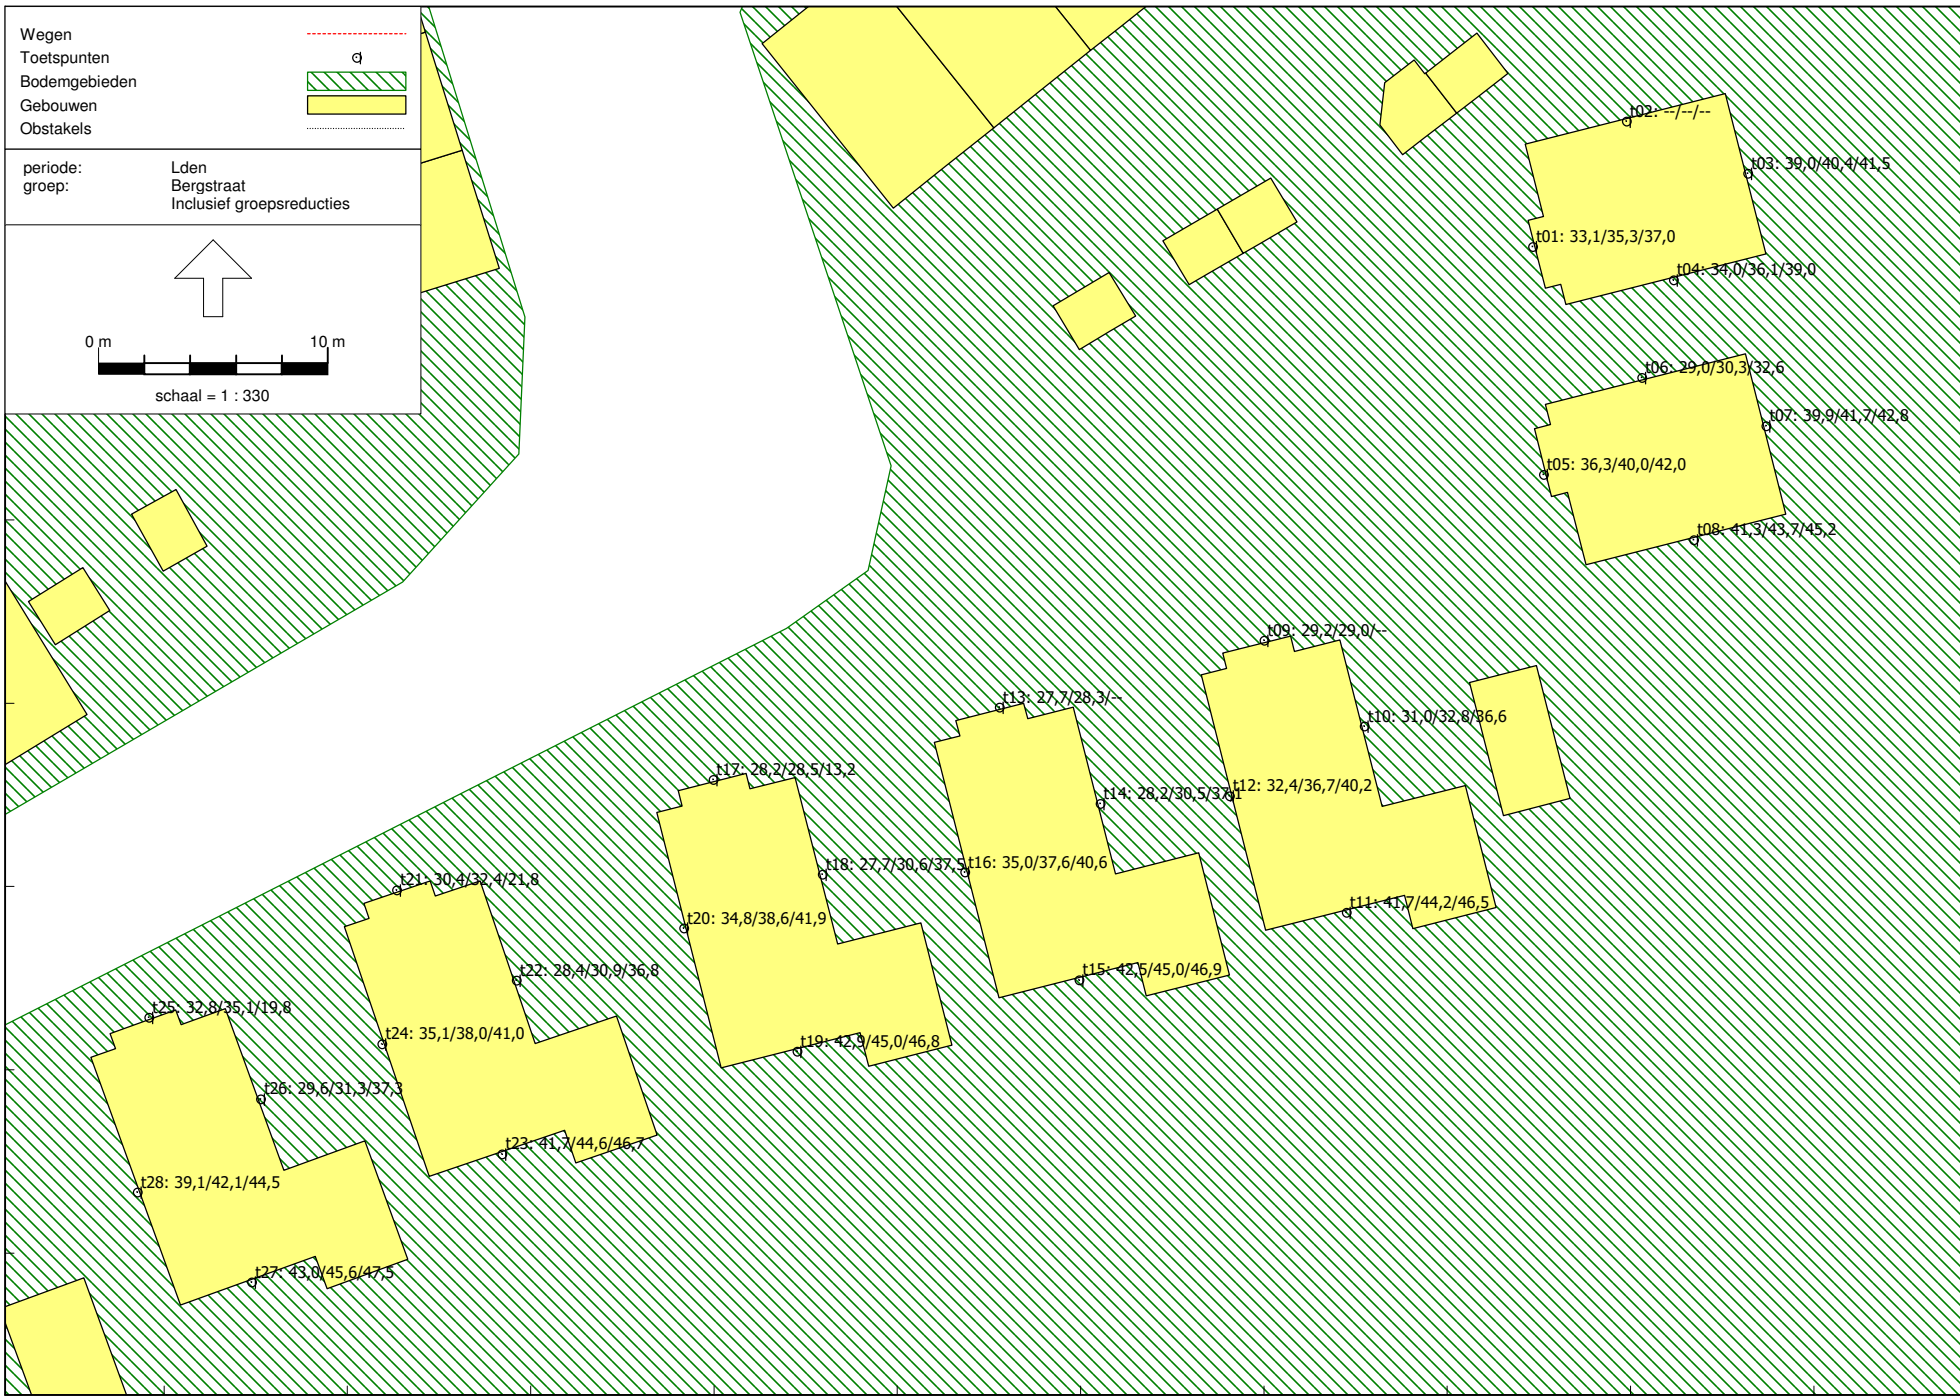 Wegen
Toetspunten
Bodemgebieden
Gebouwen
Obstakels
periode: Lden
groep: Bergstraat
Inclusief groepsreducties
0 m 10 m
schaal = 1 : 330
t02: --/--/--
t03: 39,0/40,4/41,5
t01: 33,1/35,3/37,0
t04: 34,0/36,1/39,0
t06: 29,0/30,3/32,6
t07: 39,9/41,7/42,8
t05: 36,3/40,0/42,0
t08: 41,3/43,7/45,2
t09: 29,2/29,0/--
t13: 27,7/28,3/--
t10: 31,0/32,8/36,6
t17: 28,2/28,5/13,2
t14: 28,2/30,5/37,1
t12: 32,4/36,7/40,2
t18: 27,7/30,6/37,5
t16: 35,0/37,6/40,6
t21: 30,4/32,4/21,8
t11: 41,7/44,2/46,5
t20: 34,8/38,6/41,9
t22: 28,4/30,9/36,8
t15: 42,5/45,0/46,9
t25: 32,8/35,1/19,8
t24: 35,1/38,0/41,0
t19: 42,9/45,0/46,8
t26: 29,6/31,3/37,3
t23: 41,7/44,6/46,7
t28: 39,1/42,1/44,5
t27: 43,0/45,6/47,5